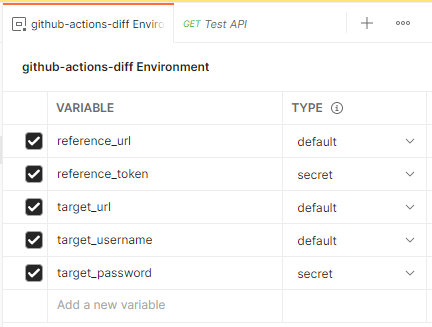 github-actions-diff Enviro
GET Test API
github-actions-diff Environment
VARIABLE TYPE
reference_url default
reference_token secret
target_url default
target_username default
target_password secret
Add a new variable